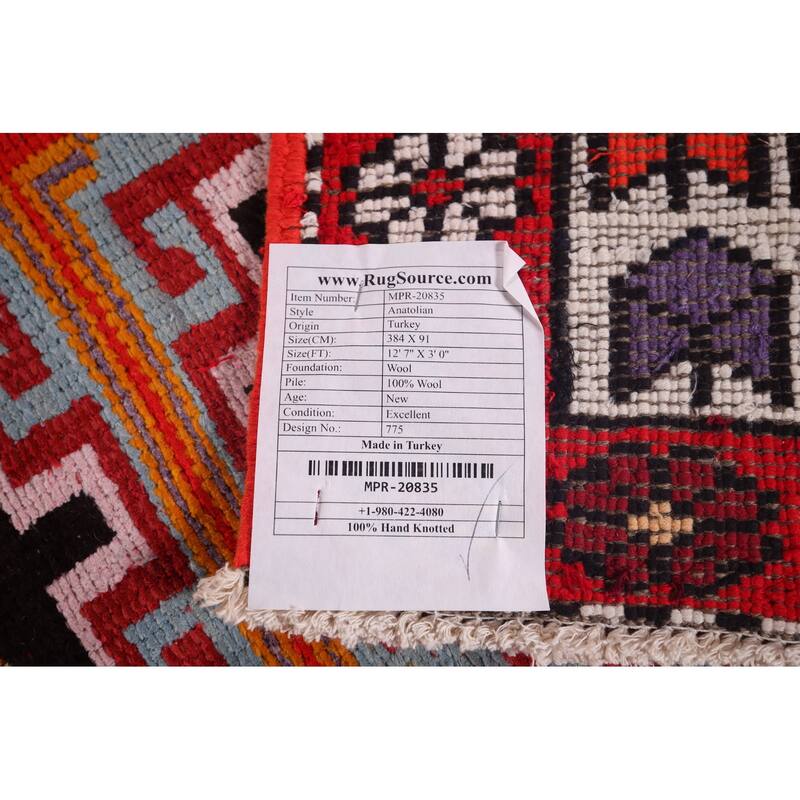 www.RugSource.com
Item Number: MPR-20835
Style Anatolian
Origin Turkey
Size(CM): 384 X 91
Size(FT): 12' 7" X 3' 0"
Foundation: Wool
Pile: 100% Wool
Age: New
Condition: Excellent
Design No.: 775
Made in Turkey
MPR-20835
+1-980-422-4080
100% Hand Knotted